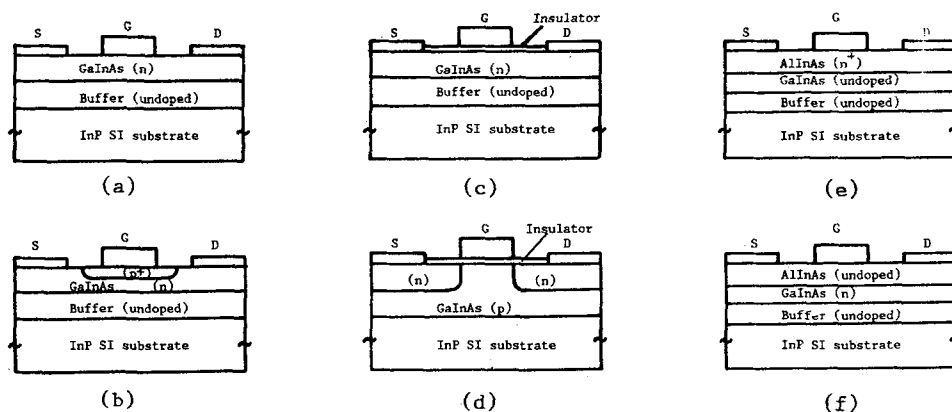 S G D
GaInAs (n)
Buffer (undoped)
InP SI substrate
(a)
S G D
Insulator
GaInAs (n)
Buffer (undoped)
InP SI substrate
(c)
S G D
AlInAs (n+)
GaInAs (undoped)
Buffer (undoped)
InP SI substrate
(e)
S G D
(p+)
GaInAs (n)
Buffer (undoped)
InP SI substrate
(b)
S G D
Insulator
(n) (n)
GaInAs (p)
InP SI substrate
(d)
S G D
AlInAs (undoped)
GaInAs (n)
Buffer (undoped)
InP SI substrate
(f)